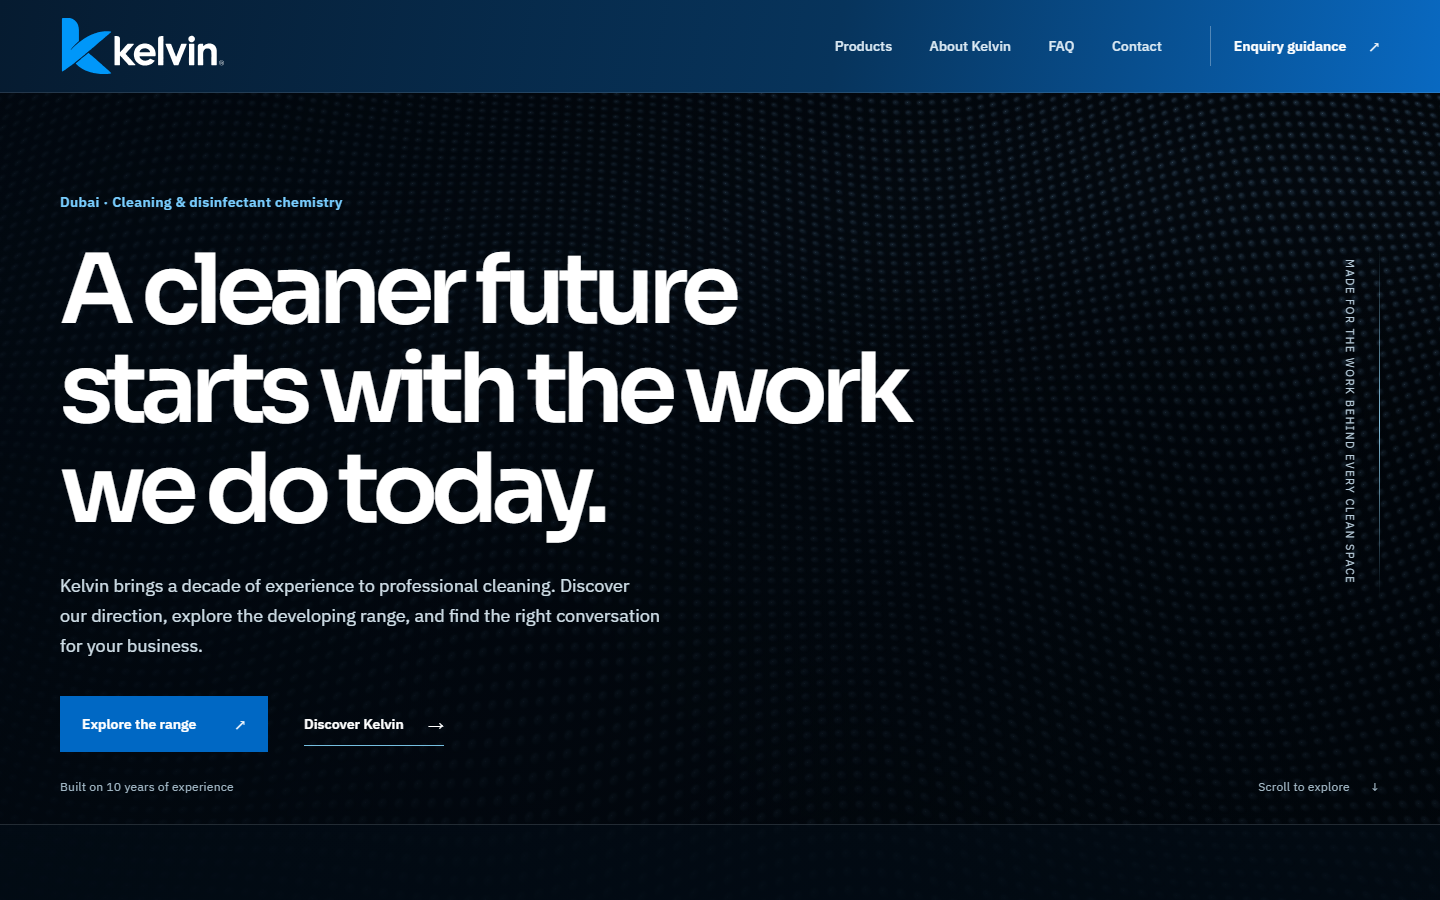 kelvin
Products
About Kelvin
FAQ
Contact
Enquiry guidance ↗
Dubai · Cleaning & disinfectant chemistry
A cleaner future
starts with the work
we do today.
MADE FOR THE WORK BEHIND EVERY CLEAN SPACE
Kelvin brings a decade of experience to professional cleaning. Discover
our direction, explore the developing range, and find the right conversation
for your business.
Explore the range ↗
Discover Kelvin →
Built on 10 years of experience
Scroll to explore ↓